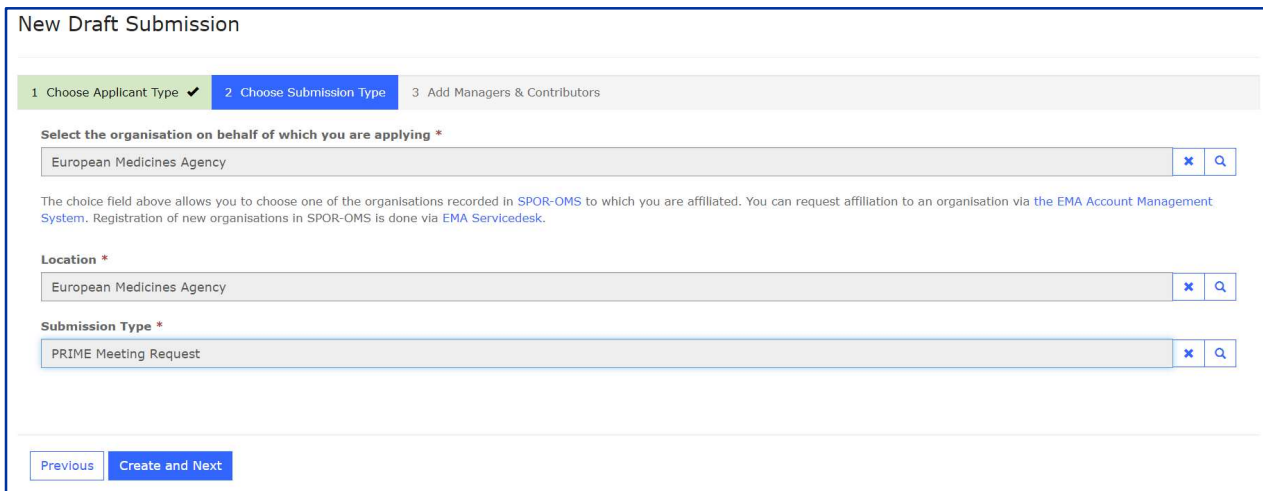 New Draft Submission
1 Choose Applicant Type ✔ 2 Choose Submission Type 3 Add Managers & Contributors
Select the organisation on behalf of which you are applying *
European Medicines Agency
The choice field above allows you to choose one of the organisations recorded in SPOR-OMS to which you are affiliated. You can request affiliation to an organisation via the EMA Account Management
System. Registration of new organisations in SPOR-OMS is done via EMA Servicedesk.
Location *
European Medicines Agency
Submission Type *
PRIME Meeting Request
Previous Create and Next